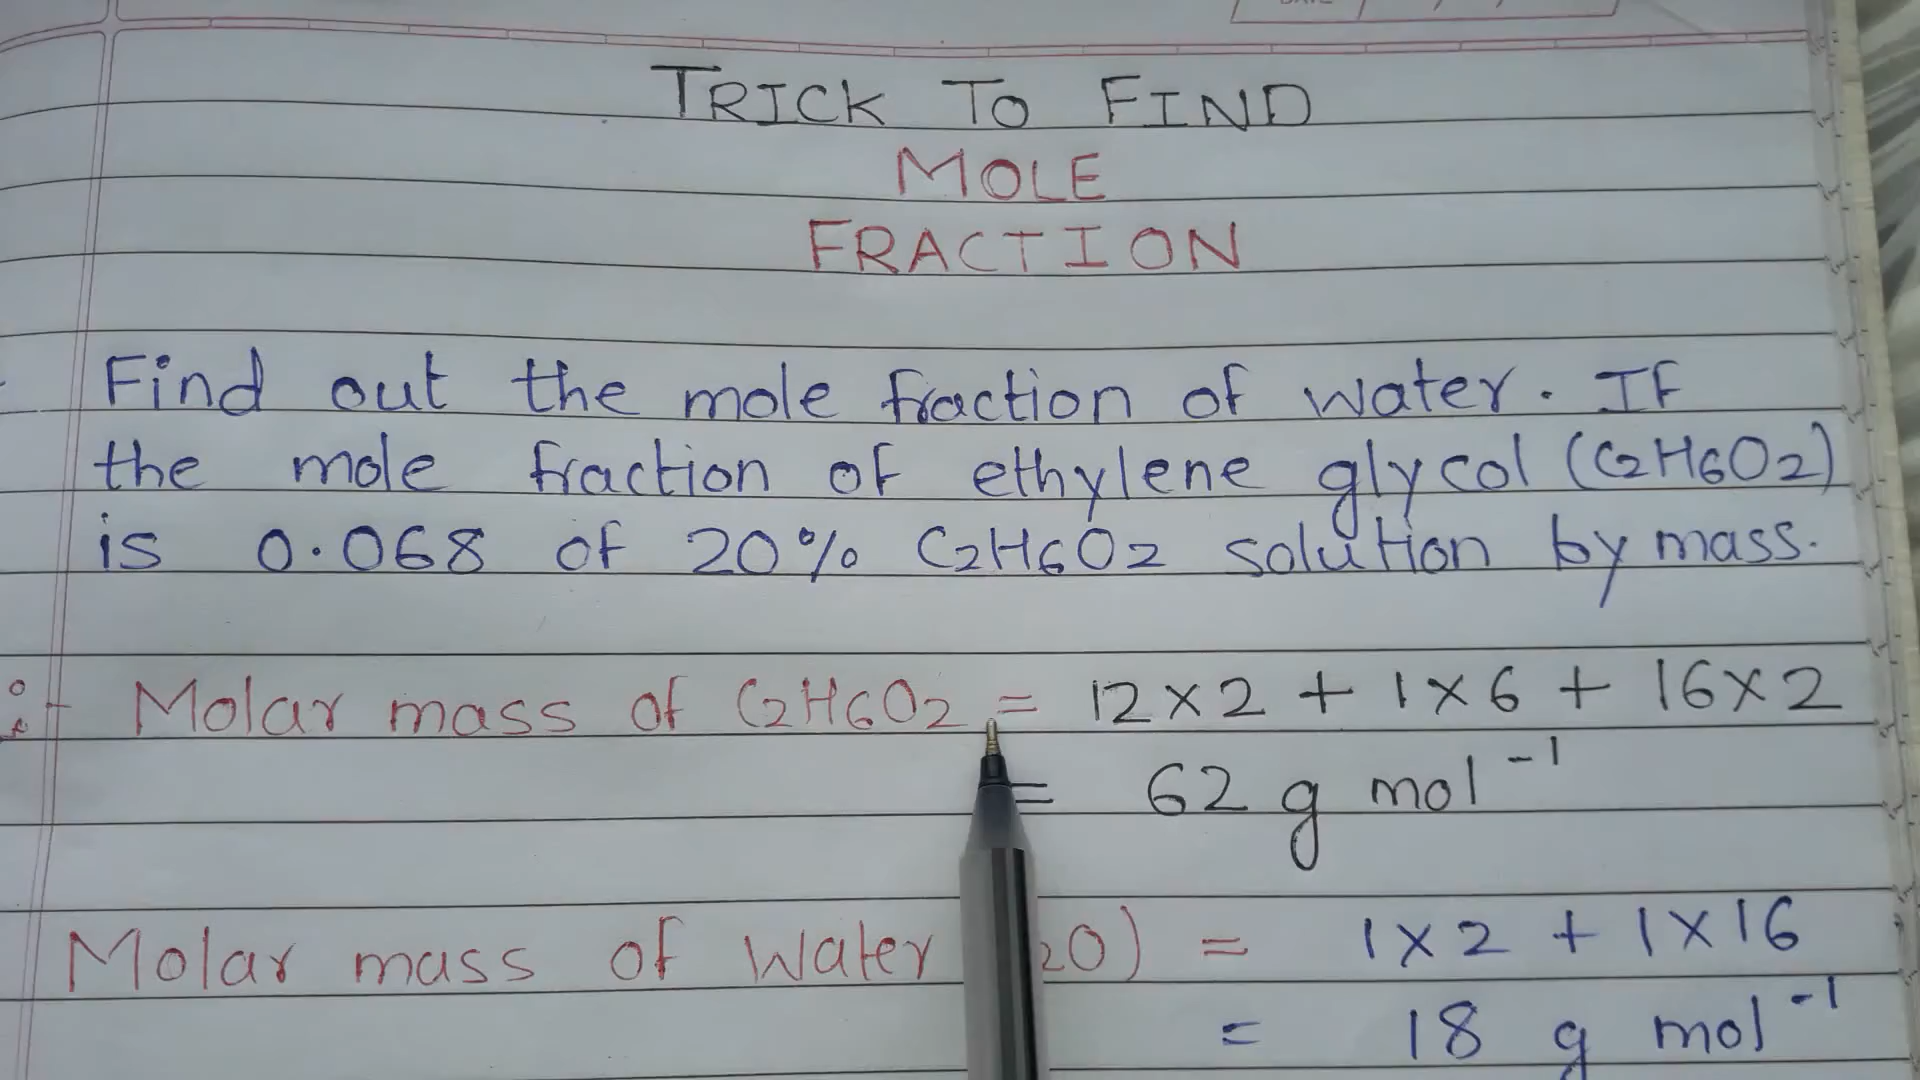 TRICK TO FIND
MOLE
FRACTION
Find out the mole fraction of water. If
the mole fraction of ethylene glycol (C2H6O2)
is 0.068 of 20% C2H6O2 solution by mass.
Molar mass of C2H6O2 = 12 × 2 + 1 × 6 + 16 × 2
= 62 g mol⁻¹
Molar mass of water 2O) = 1 × 2 + 1 × 16
= 18 g mol⁻¹